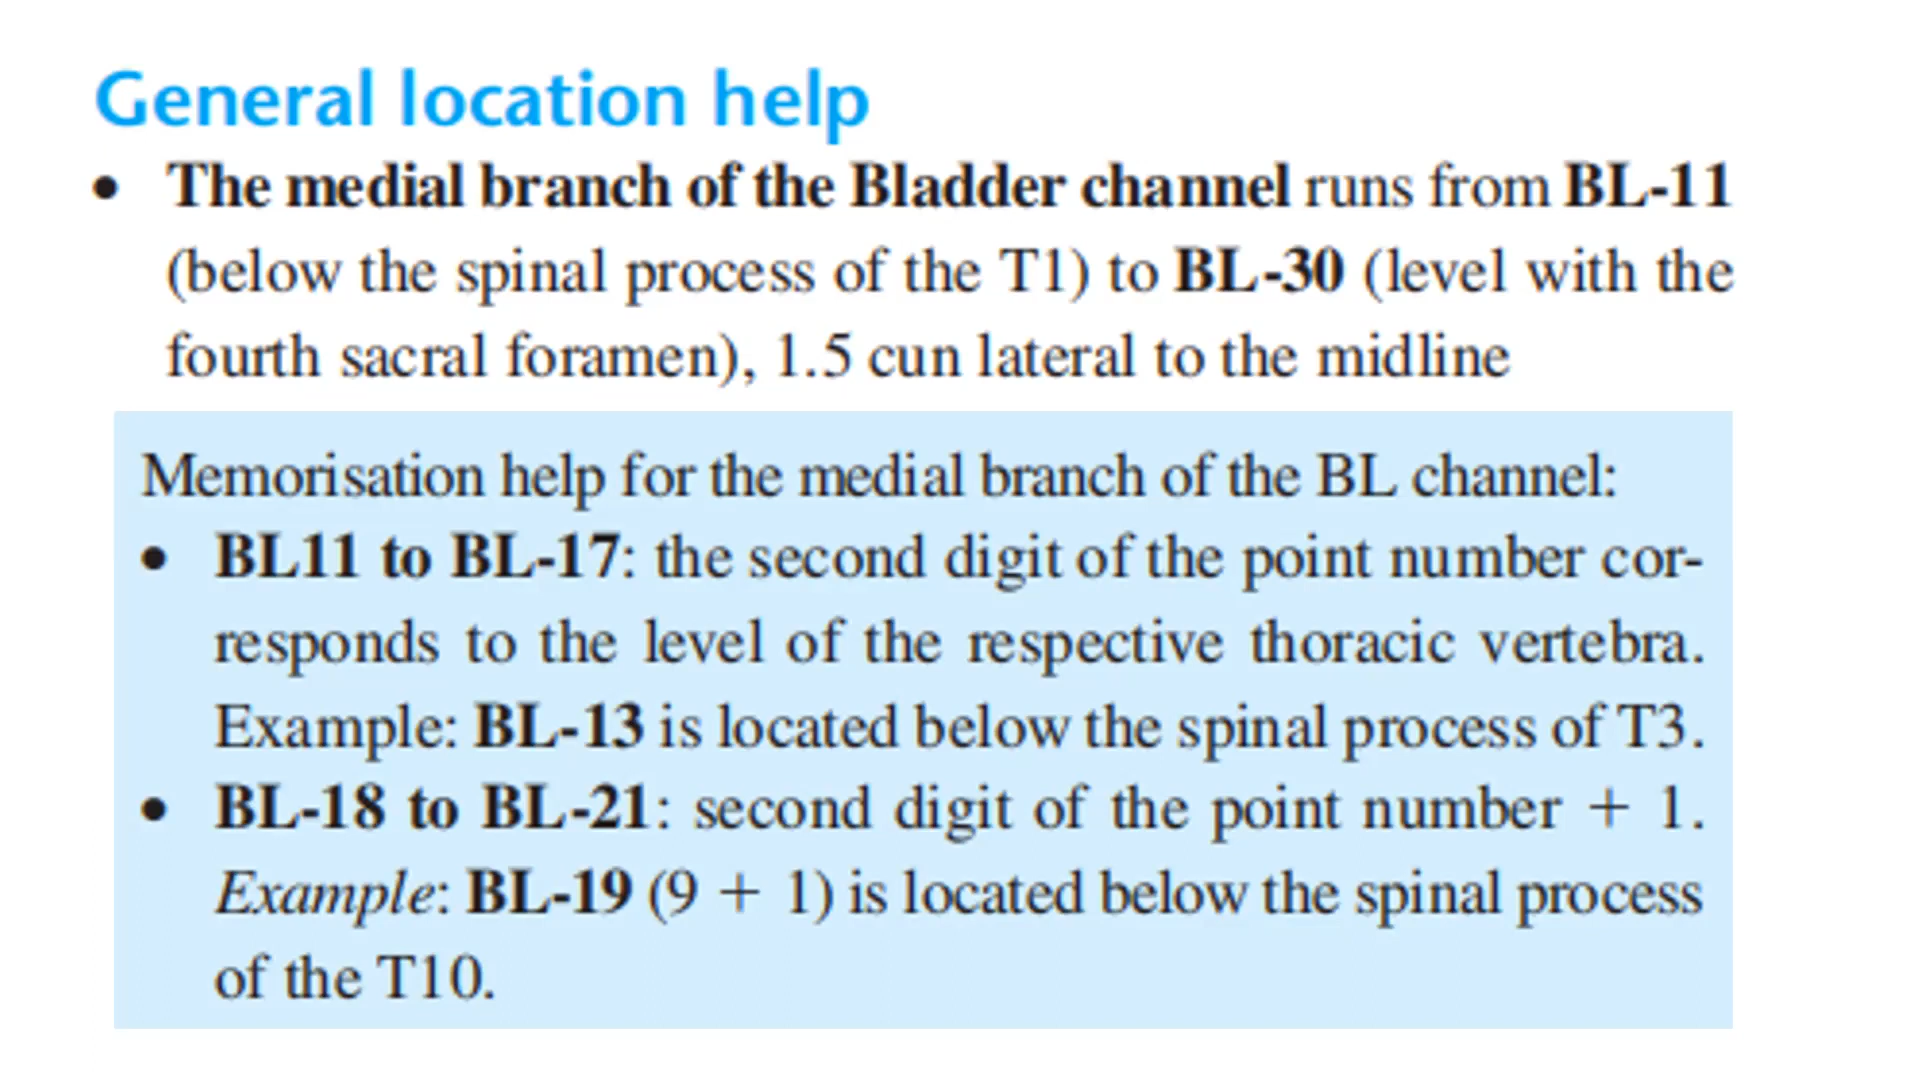 General location help
• The medial branch of the Bladder channel runs from BL-11
(below the spinal process of the T1) to BL-30 (level with the
fourth sacral foramen), 1.5 cun lateral to the midline
Memorisation help for the medial branch of the BL channel:
• BL11 to BL-17: the second digit of the point number cor-
responds to the level of the respective thoracic vertebra.
Example: BL-13 is located below the spinal process of T3.
• BL-18 to BL-21: second digit of the point number + 1.
Example: BL-19 (9 + 1) is located below the spinal process
of the T10.